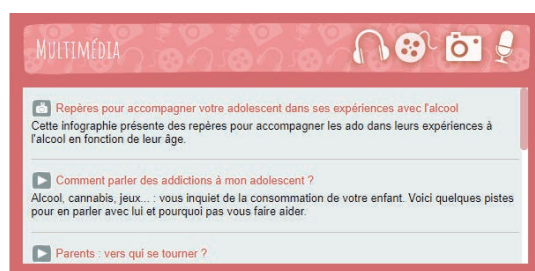 Multimédia
Repères pour accompagner votre adolescent dans ses expériences avec l'alcool
Cette infographie présente des repères pour accompagner les ado dans leurs expériences à
l'alcool en fonction de leur âge.
Comment parler des addictions à mon adolescent ?
Alcool, cannabis, jeux... : vous inquiet de la consommation de votre enfant. Voici quelques pistes
pour en parler avec lui et pourquoi pas vous faire aider.
Parents : vers qui se tourner ?